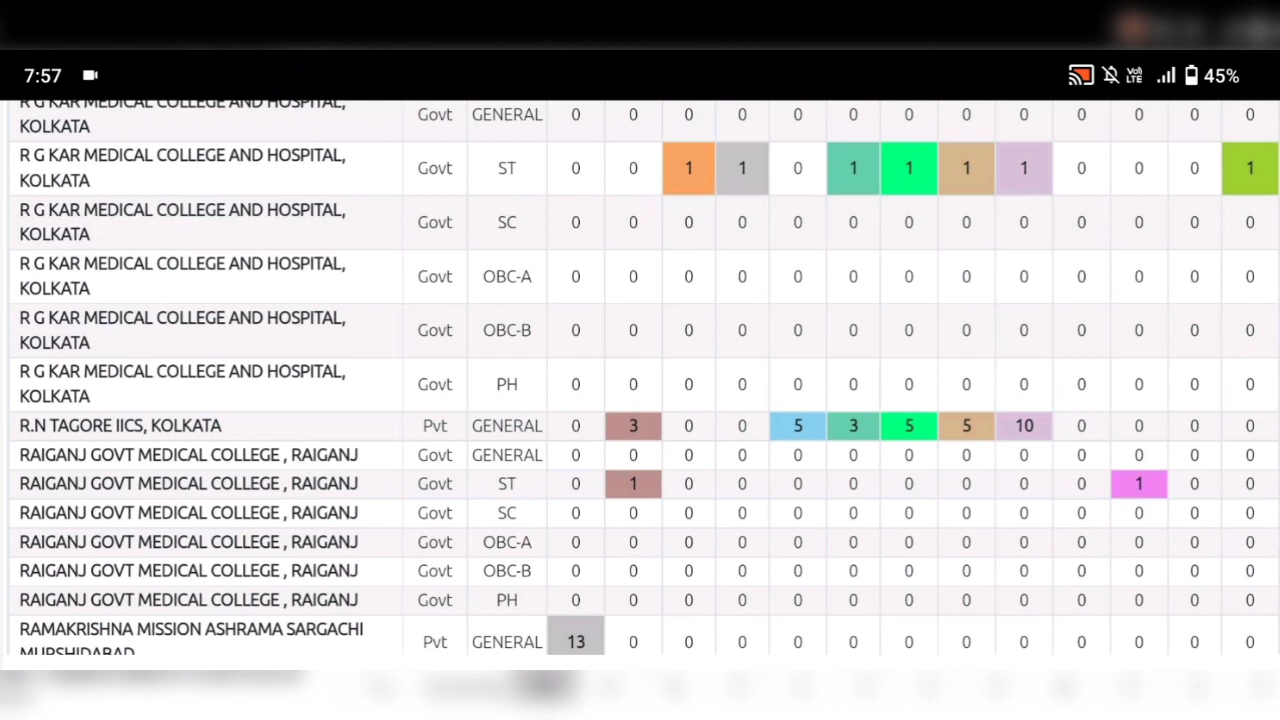 7:57 Vo) LTE 45%
R G KAR MEDICAL COLLEGE AND HOSPITAL,
KOLKATA Govt GENERAL 0 0 0 0 0 0 0 0 0 0 0 0 0
R G KAR MEDICAL COLLEGE AND HOSPITAL,
KOLKATA Govt ST 0 0 1 1 0 1 1 1 1 0 0 0 1
R G KAR MEDICAL COLLEGE AND HOSPITAL,
KOLKATA Govt SC 0 0 0 0 0 0 0 0 0 0 0 0 0
R G KAR MEDICAL COLLEGE AND HOSPITAL,
KOLKATA Govt OBC-A 0 0 0 0 0 0 0 0 0 0 0 0 0
R G KAR MEDICAL COLLEGE AND HOSPITAL,
KOLKATA Govt OBC-B 0 0 0 0 0 0 0 0 0 0 0 0 0
R G KAR MEDICAL COLLEGE AND HOSPITAL,
KOLKATA Govt PH 0 0 0 0 0 0 0 0 0 0 0 0 0
R.N TAGORE IICS, KOLKATA Pvt GENERAL 0 3 0 0 5 3 5 5 10 0 0 0 0
RAIGANJ GOVT MEDICAL COLLEGE , RAIGANJ Govt GENERAL 0 0 0 0 0 0 0 0 0 0 0 0 0
RAIGANJ GOVT MEDICAL COLLEGE , RAIGANJ Govt ST 0 1 0 0 0 0 0 0 0 0 1 0 0
RAIGANJ GOVT MEDICAL COLLEGE , RAIGANJ Govt SC 0 0 0 0 0 0 0 0 0 0 0 0 0
RAIGANJ GOVT MEDICAL COLLEGE , RAIGANJ Govt OBC-A 0 0 0 0 0 0 0 0 0 0 0 0 0
RAIGANJ GOVT MEDICAL COLLEGE , RAIGANJ Govt OBC-B 0 0 0 0 0 0 0 0 0 0 0 0 0
RAIGANJ GOVT MEDICAL COLLEGE , RAIGANJ Govt PH 0 0 0 0 0 0 0 0 0 0 0 0 0
RAMAKRISHNA MISSION ASHRAMA SARGACHI
MURSHIDABAD Pvt GENERAL 13 0 0 0 0 0 0 0 0 0 0 0 0